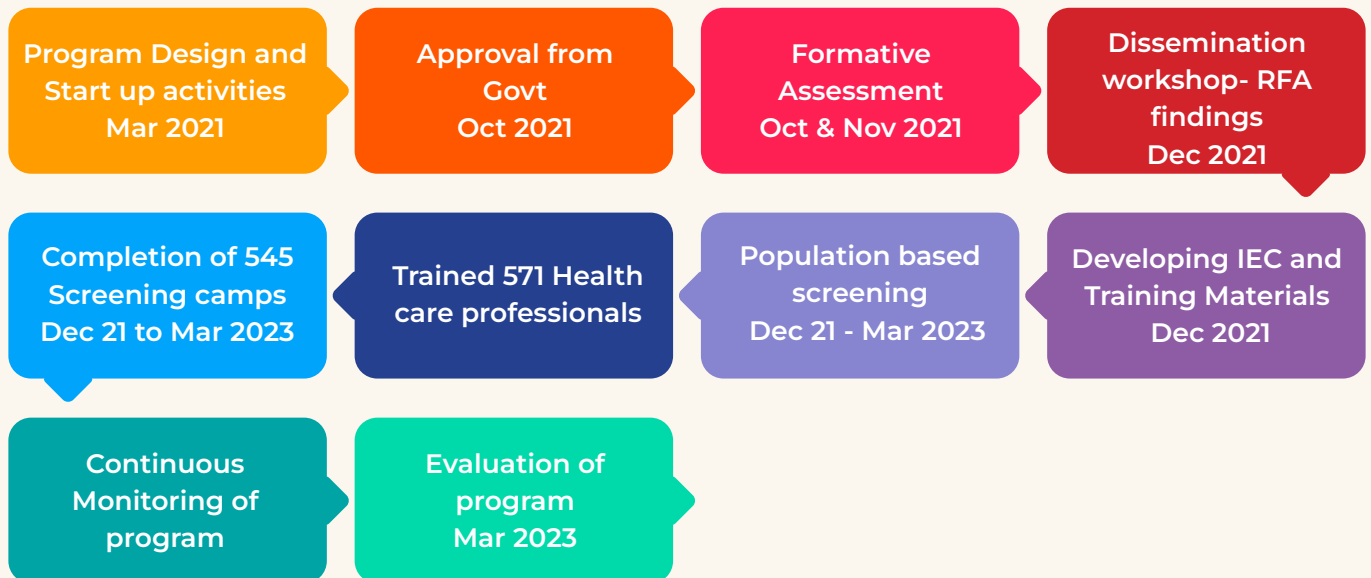 Program Design and
Start up activities
Mar 2021
Approval from
Govt
Oct 2021
Formative
Assessment
Oct & Nov 2021
Dissemination
workshop- RFA
findings
Dec 2021
Developing IEC and
Training Materials
Dec 2021
Population based
screening
Dec 21 - Mar 2023
Trained 571 Health
care professionals
Completion of 545
Screening camps
Dec 21 to Mar 2023
Continuous
Monitoring of
program
Evaluation of
program
Mar 2023